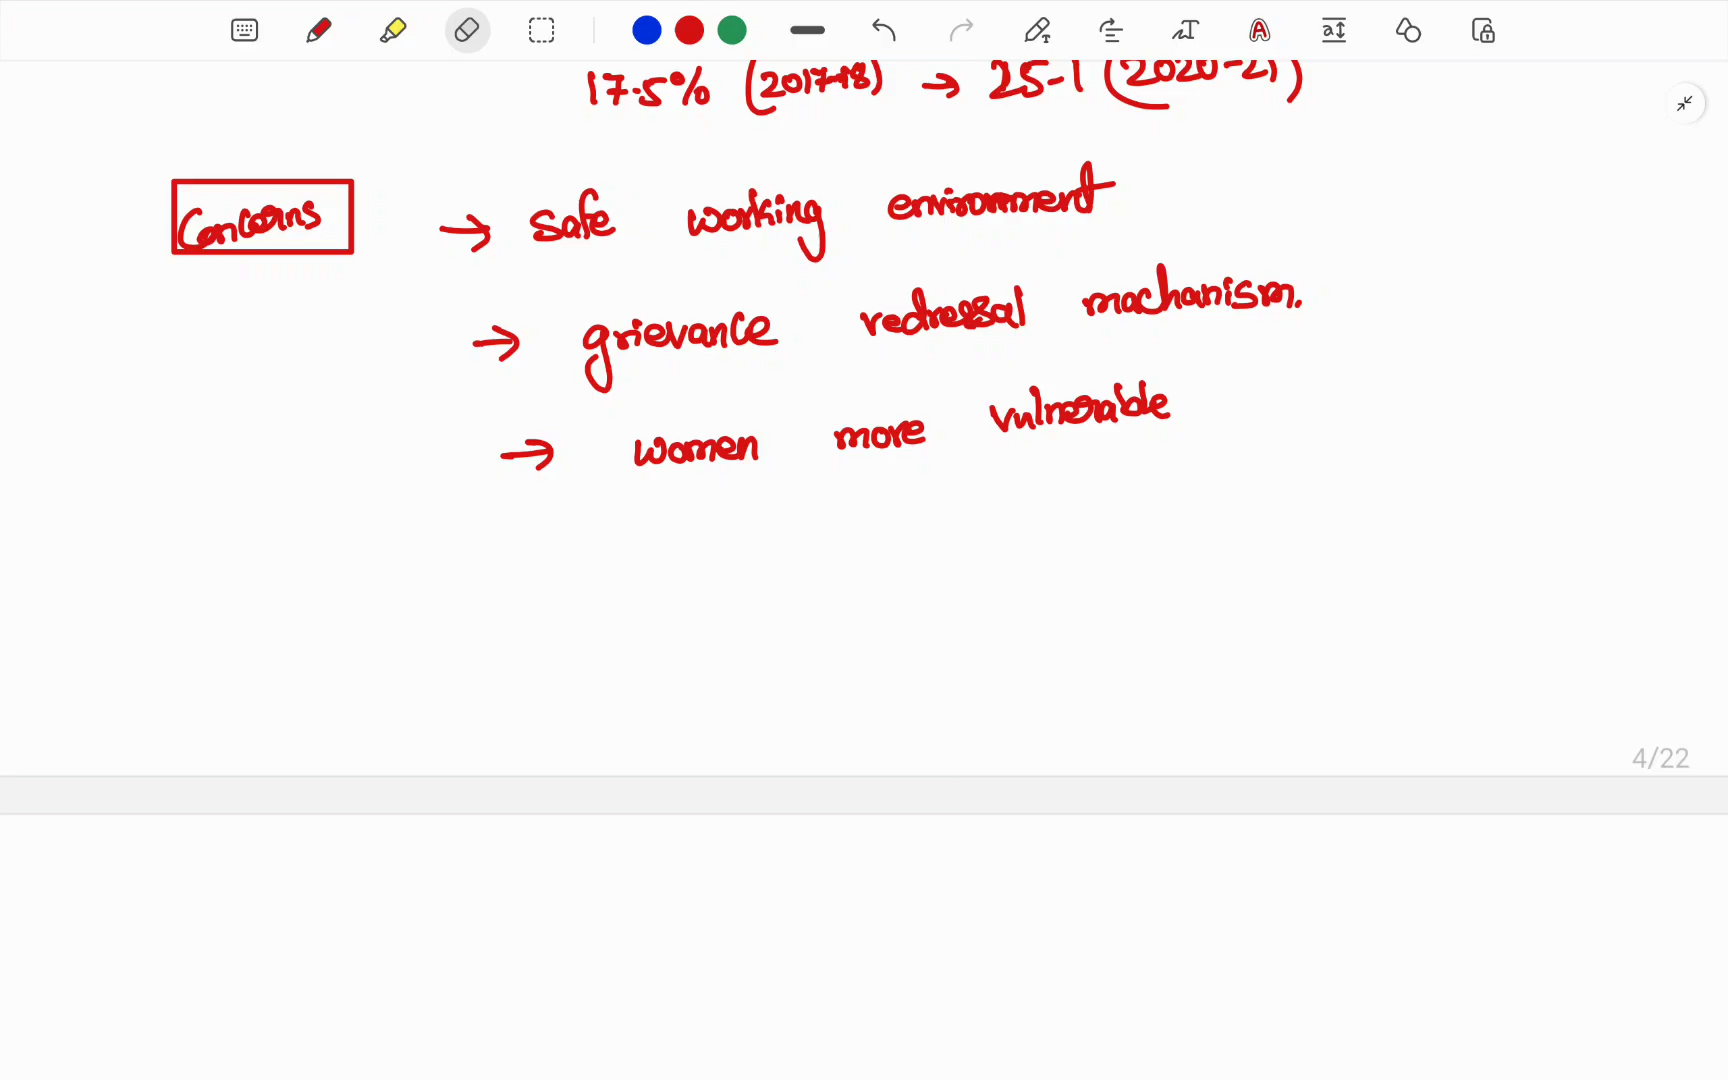 17.5% (2017-18) → 25.1 (2020-21)
Concerns → safe working environment
→ grievance redressal mechanism.
→ women more vulnerable
4/22